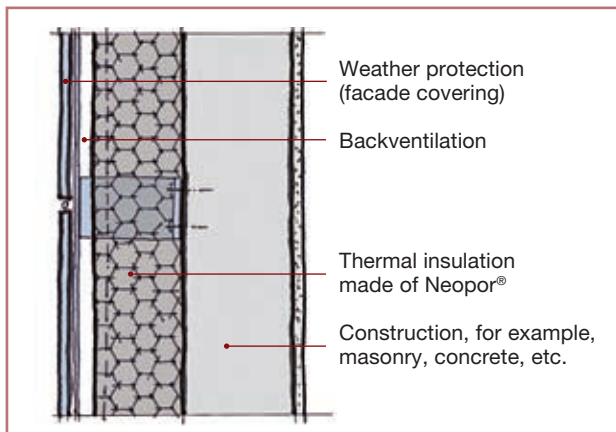 Weather protection
(facade covering)
Backventilation
Thermal insulation
made of Neopor®
Construction, for example,
masonry, concrete, etc.